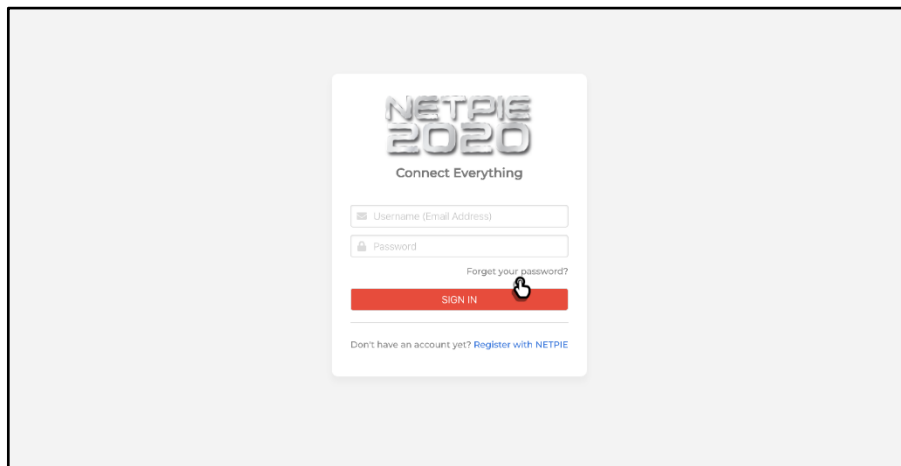 NETPIE
2020
Connect Everything
Username (Email Address)
Password
Forget your password?
SIGN IN
Don't have an account yet? Register with NETPIE